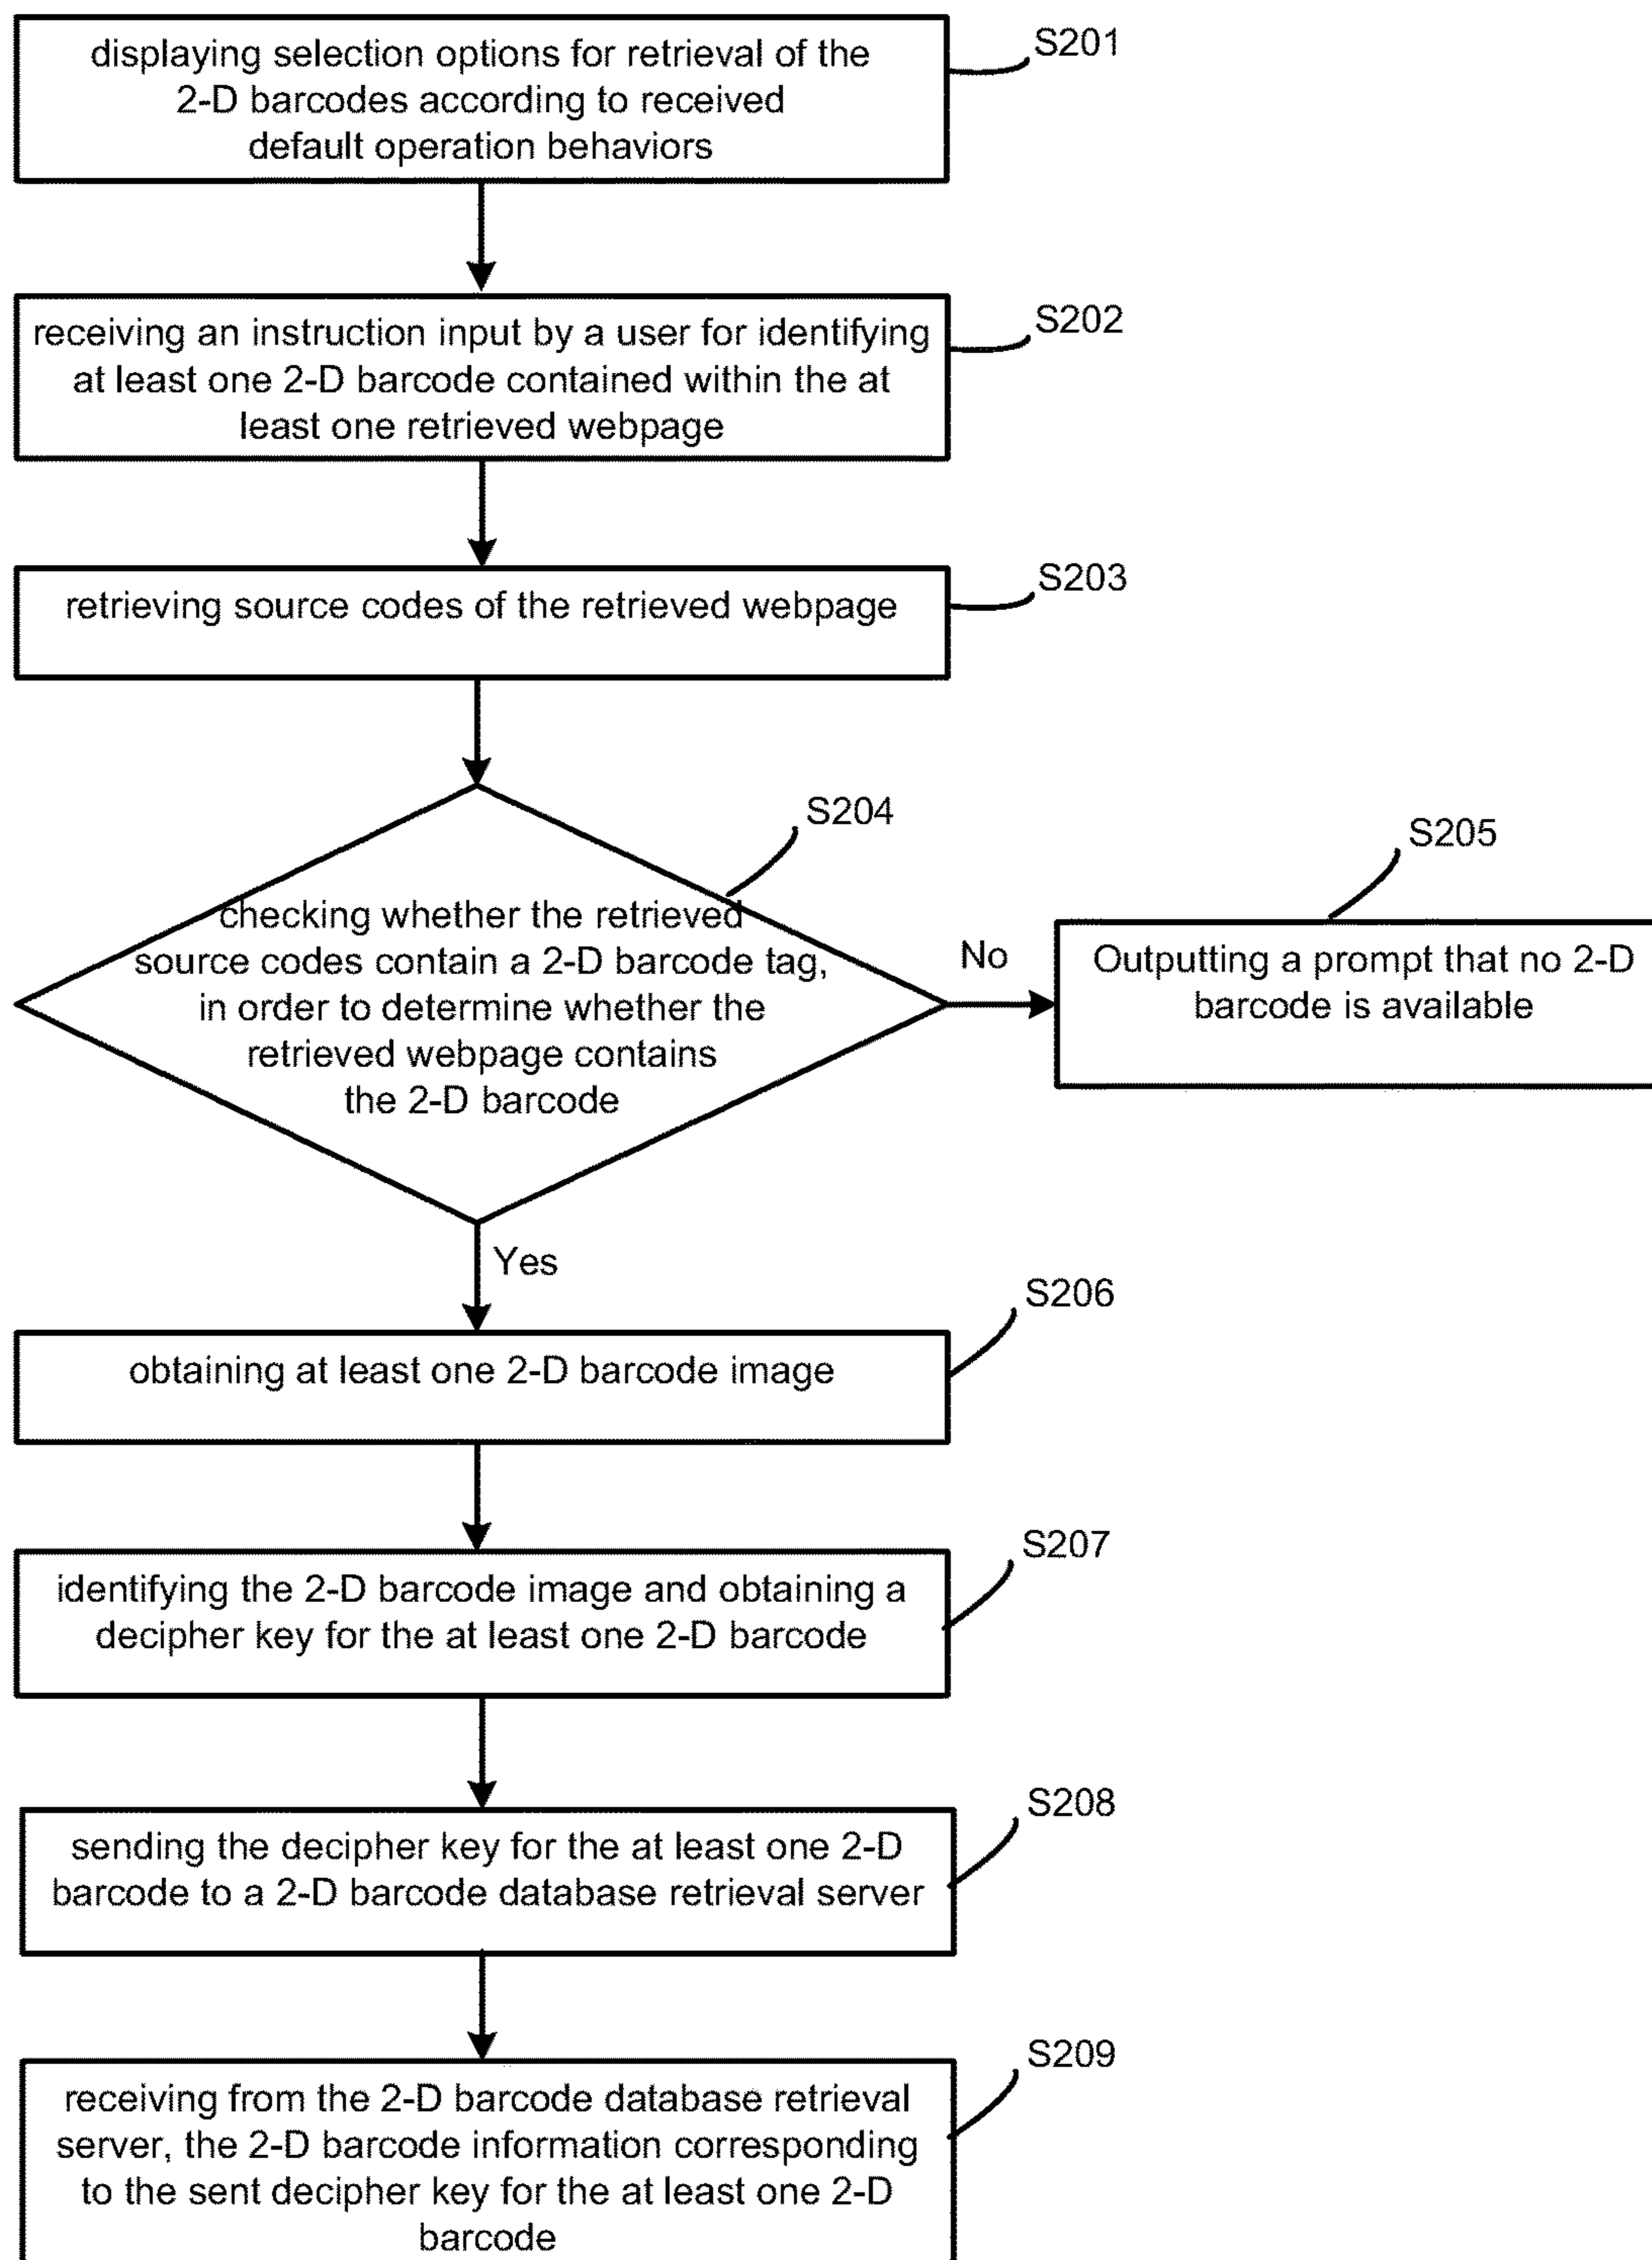 displaying selection options for retrieval of the
2-D barcodes according to received
default operation behaviors
S201
receiving an instruction input by a user for identifying
at least one 2-D barcode contained within the at
least one retrieved webpage
S202
retrieving source codes of the retrieved webpage
S203
checking whether the retrieved
source codes contain a 2-D barcode tag,
in order to determine whether the
retrieved webpage contains
the 2-D barcode
S204
No
Outputting a prompt that no 2-D
barcode is available
S205
Yes
obtaining at least one 2-D barcode image
S206
identifying the 2-D barcode image and obtaining a
decipher key for the at least one 2-D barcode
S207
sending the decipher key for the at least one 2-D
barcode to a 2-D barcode database retrieval server
S208
receiving from the 2-D barcode database retrieval
server, the 2-D barcode information corresponding
to the sent decipher key for the at least one 2-D
barcode
S209